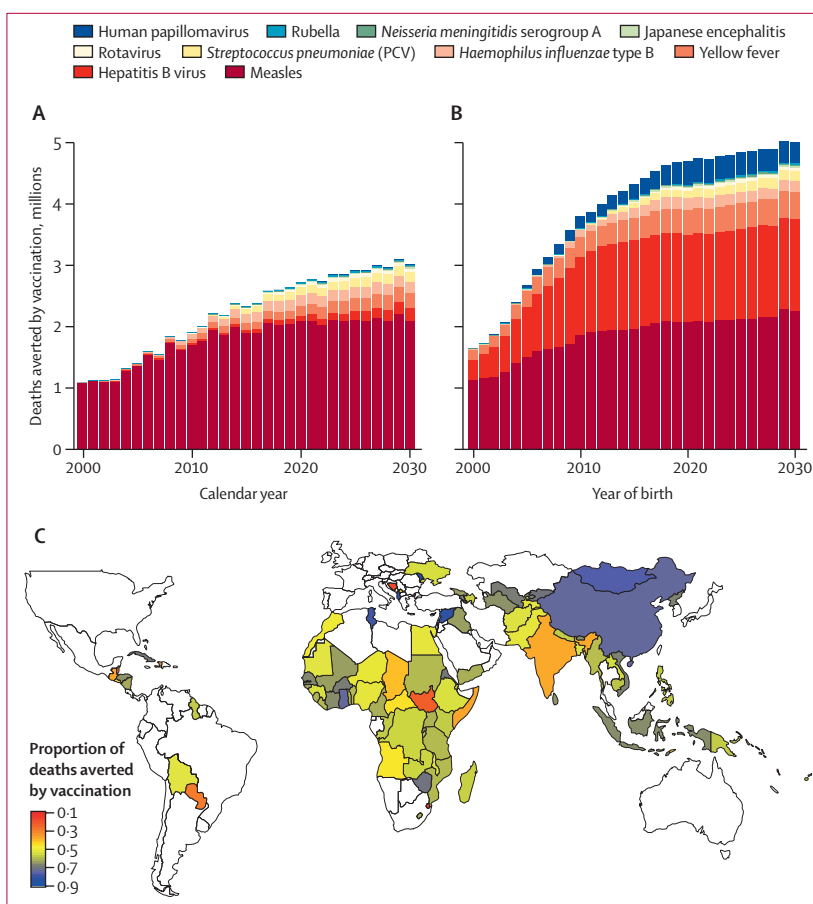 Human papillomavirus Rubella Neisseria meningitidis serogroup A Japanese encephalitis
Rotavirus Streptococcus pneumoniae (PCV) Haemophilus influenzae type B Yellow fever
Hepatitis B virus Measles
A
B
Deaths averted by vaccination, millions
5
4
3
2
1
0
2000 2010 2020 2030
Calendar year
2000 2010 2020 2030
Year of birth
C
Proportion of
deaths averted
by vaccination
0·1
0·3
0·5
0·7
0·9